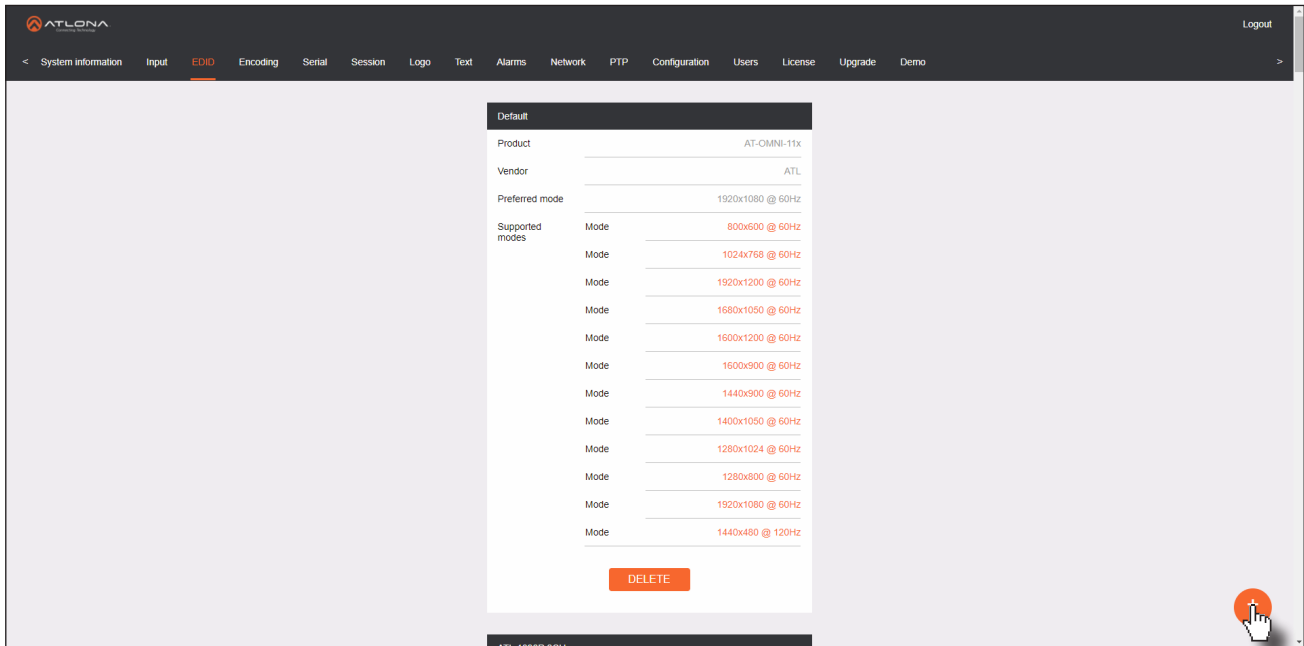 ATLONA
Connecting Technology
Logout
< System information Input EDID Encoding Serial Session Logo Text Alarms Network PTP Configuration Users License Upgrade Demo >
Default
Product AT-OMNI-11x
Vendor ATL
Preferred mode 1920x1080 @ 60Hz
Supported modes Mode 800x600 @ 60Hz
Mode 1024x768 @ 60Hz
Mode 1920x1200 @ 60Hz
Mode 1680x1050 @ 60Hz
Mode 1600x1200 @ 60Hz
Mode 1600x900 @ 60Hz
Mode 1440x900 @ 60Hz
Mode 1400x1050 @ 60Hz
Mode 1280x1024 @ 60Hz
Mode 1280x800 @ 60Hz
Mode 1920x1080 @ 60Hz
Mode 1440x480 @ 120Hz
DELETE